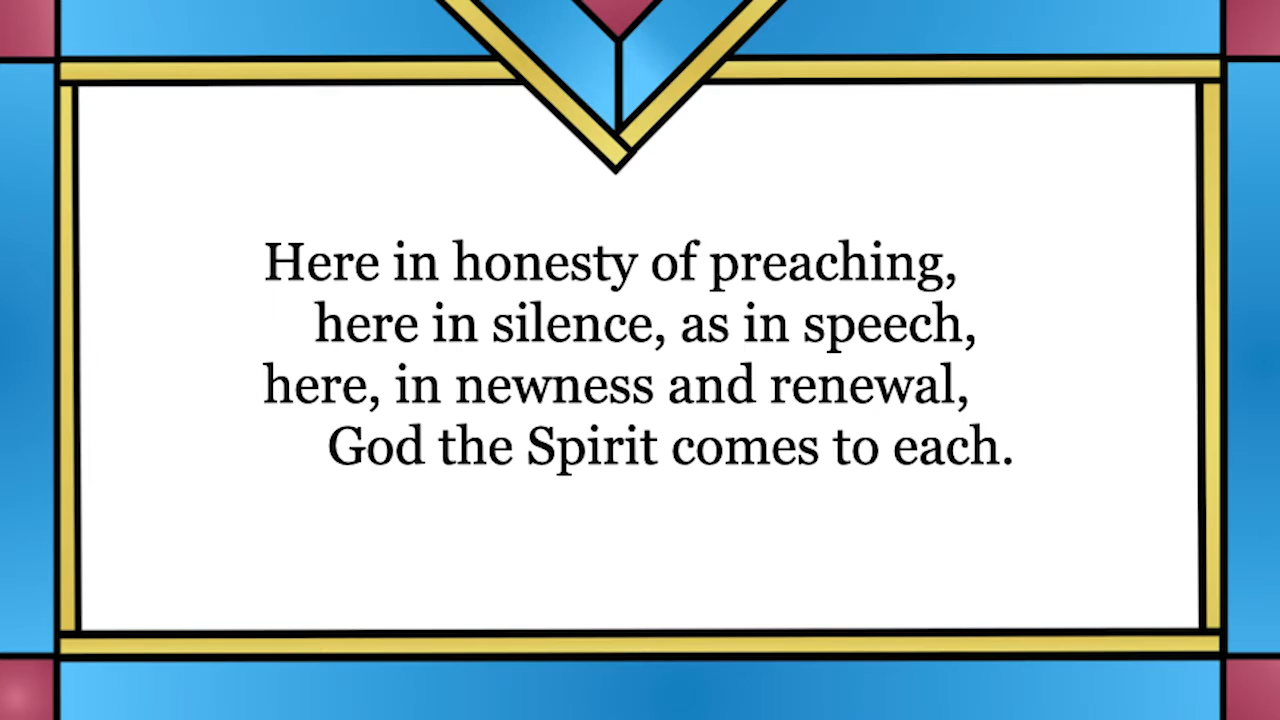 Here in honesty of preaching,
here in silence, as in speech,
here, in newness and renewal,
God the Spirit comes to each.